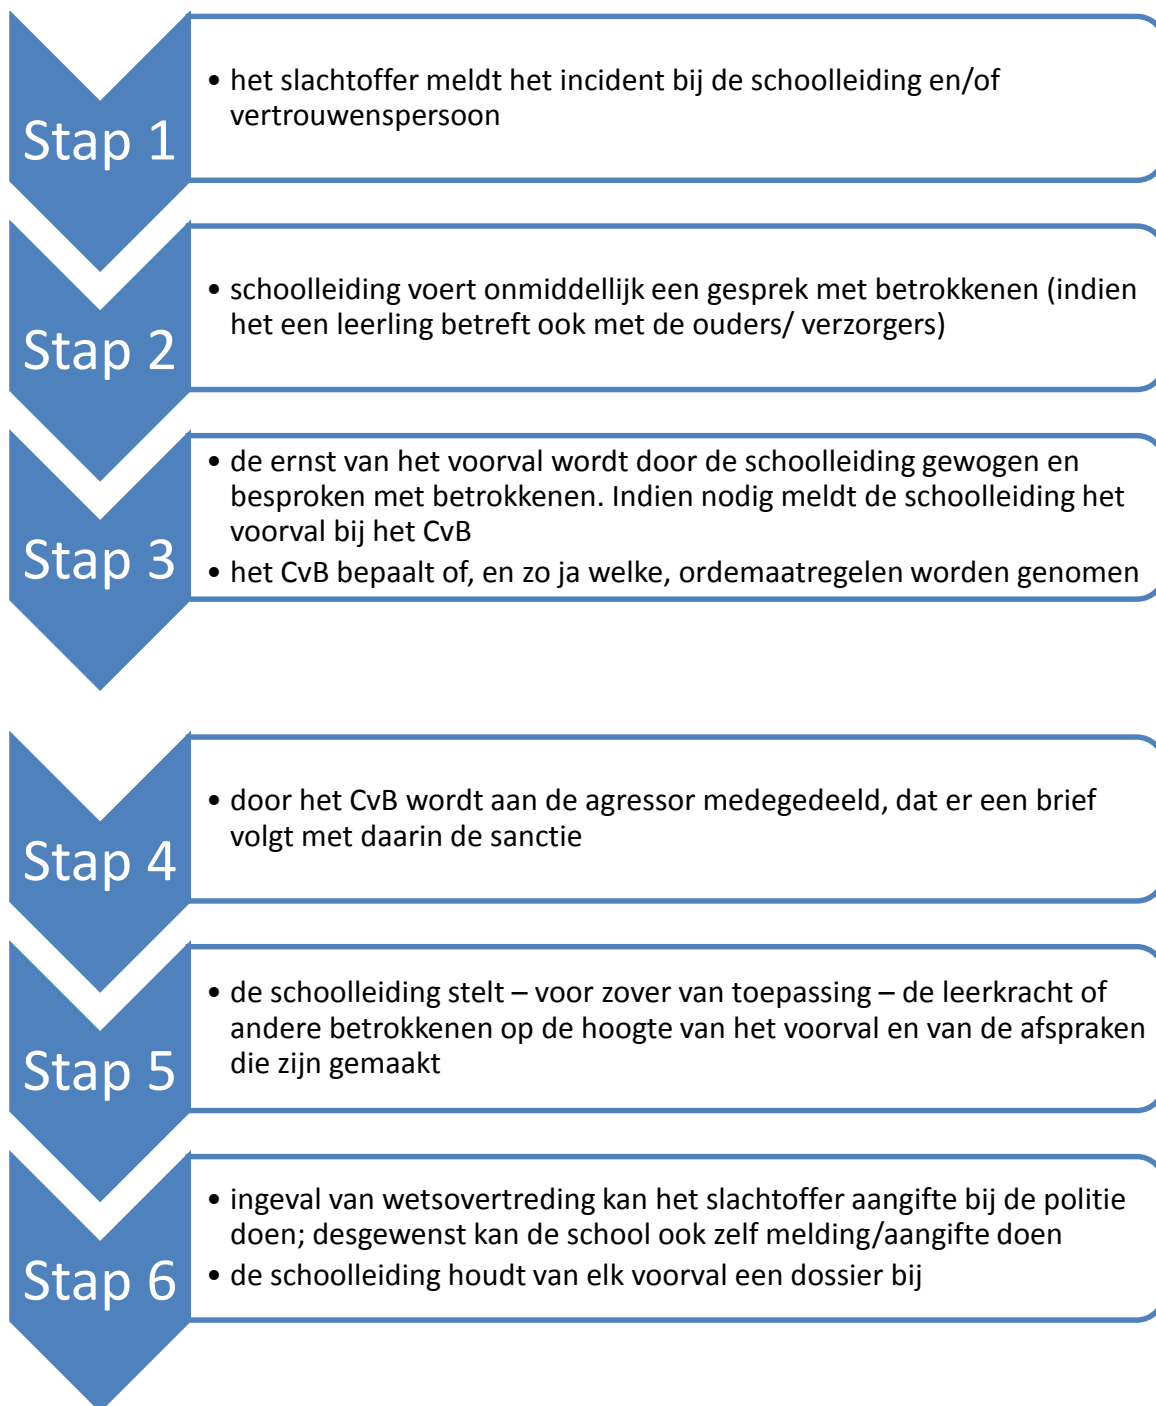 Stap 1
• het slachtoffer meldt het incident bij de schoolleiding en/of
vertrouwenspersoon
Stap 2
• schoolleiding voert onmiddellijk een gesprek met betrokkenen (indien
het een leerling betreft ook met de ouders/ verzorgers)
Stap 3
• de ernst van het voorval wordt door de schoolleiding gewogen en
besproken met betrokkenen. Indien nodig meldt de schoolleiding het
voorval bij het CvB
• het CvB bepaalt of, en zo ja welke, ordemaatregelen worden genomen
Stap 4
• door het CvB wordt aan de agressor medegedeeld, dat er een brief
volgt met daarin de sanctie
Stap 5
• de schoolleiding stelt – voor zover van toepassing – de leerkracht of
andere betrokkenen op de hoogte van het voorval en van de afspraken
die zijn gemaakt
Stap 6
• ingeval van wetsovertreding kan het slachtoffer aangifte bij de politie
doen; desgewenst kan de school ook zelf melding/aangifte doen
• de schoolleiding houdt van elk voorval een dossier bij